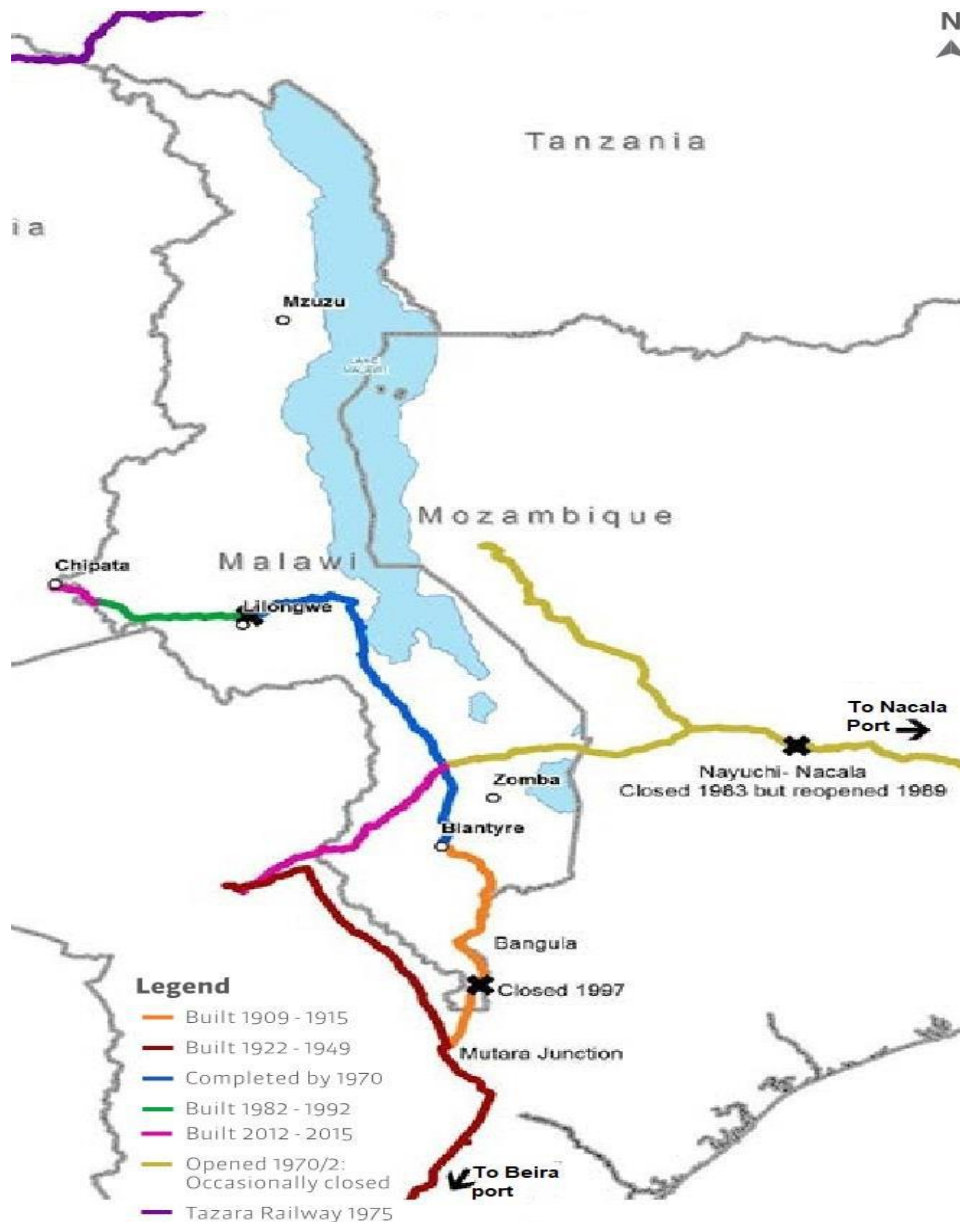 N
Tanzania
ia
Mzuzu
LAKE
MALAWI
Mozambique
Malawi
Chipata
Lilongwe
To Nacala
Port
Nayuchi- Nacala
Closed 1983 but reopened 1989
Zomba
Blantyre
Bangula
Closed 1997
Mutara Junction
To Beira
port
Legend
Built 1909 - 1915
Built 1922 - 1949
Completed by 1970
Built 1982 - 1992
Built 2012 - 2015
Opened 1970/2:
Occasionally closed
Tazara Railway 1975